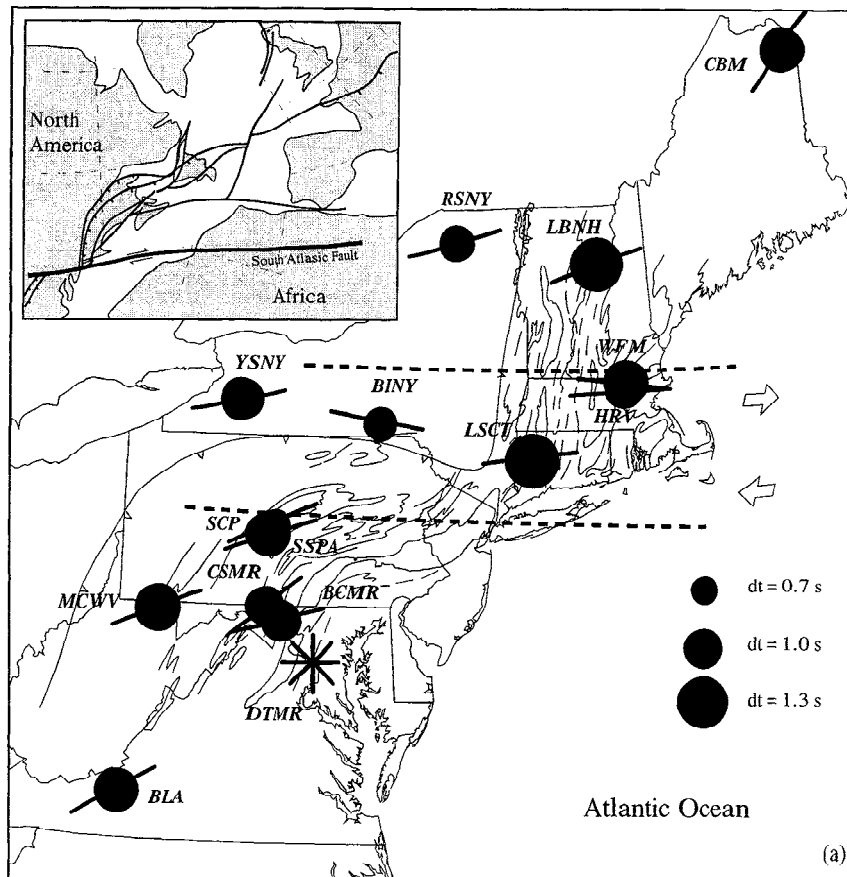 CBM
North
America
South Atlasic Fault
Africa
RSNY
LBNH
YSNY
BINY
WFM
HRV
LSCT
SCP
SSPA
CSMR
BCMR
MCWV
DTMR
BLA
dt = 0.7 s
dt = 1.0 s
dt = 1.3 s
Atlantic Ocean
(a)